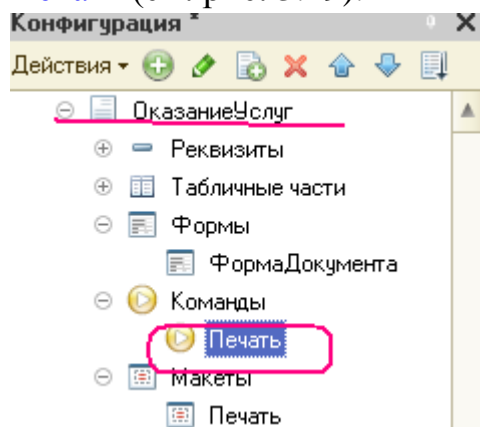 Конфигурация *
Действия
ОказаниеУслуг
Реквизиты
Табличные части
Формы
ФормаДокумента
Команды
Печать
Макеты
Печать